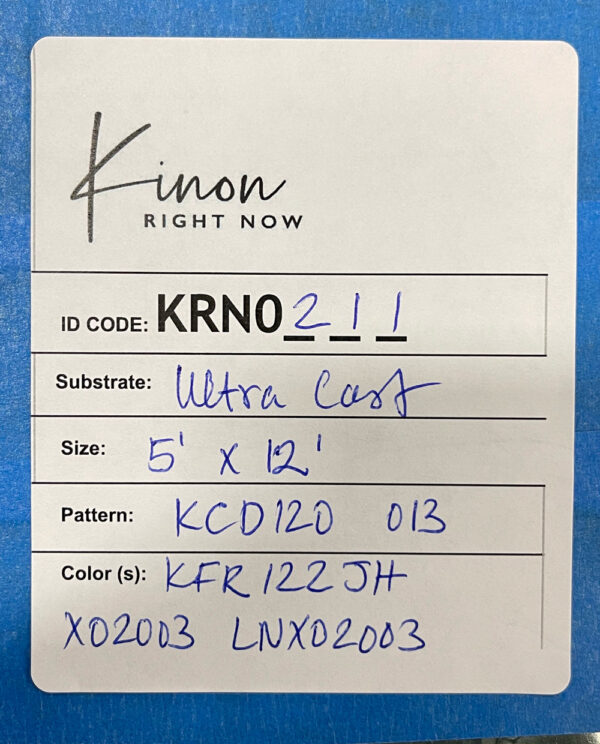 Kinon
RIGHT NOW
ID CODE: KRN0211
Substrate: Ultra Cast
Size: 5' x 12'
Pattern: KCD120 013
Color (s): KFR122JH
X02003 LNX02003